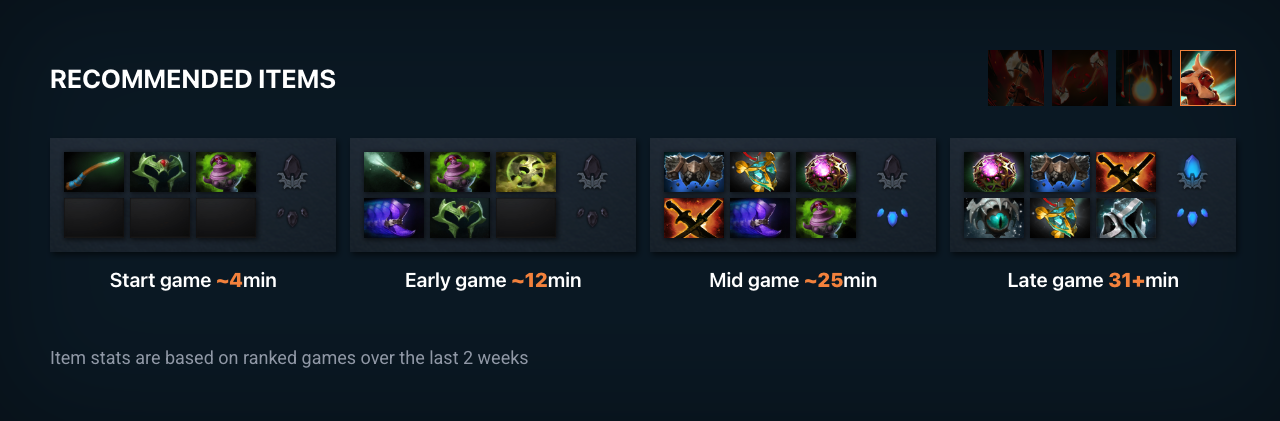 RECOMMENDED ITEMS
Start game ~4min
Early game ~12min
Mid game ~25min
Late game 31+min
Item stats are based on ranked games over the last 2 weeks